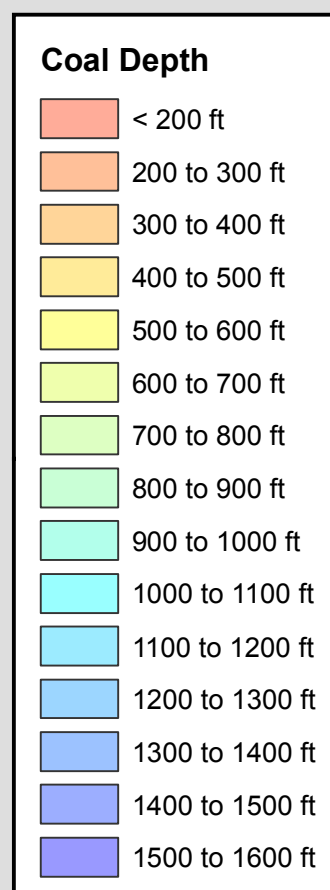 Coal Depth
< 200 ft
200 to 300 ft
300 to 400 ft
400 to 500 ft
500 to 600 ft
600 to 700 ft
700 to 800 ft
800 to 900 ft
900 to 1000 ft
1000 to 1100 ft
1100 to 1200 ft
1200 to 1300 ft
1300 to 1400 ft
1400 to 1500 ft
1500 to 1600 ft